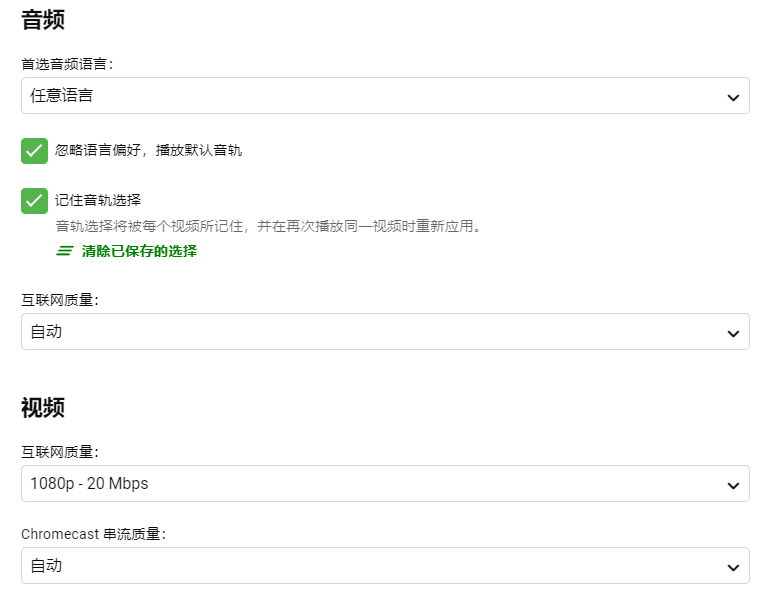 音频
首选音频语言：
任意语言
忽略语言偏好，播放默认音轨
记住音轨选择
音轨选择将被每个视频所记住，并在再次播放同一视频时重新应用。
清除已保存的选择
互联网质量：
自动
视频
互联网质量：
1080p - 20 Mbps
Chromecast 串流质量：
自动